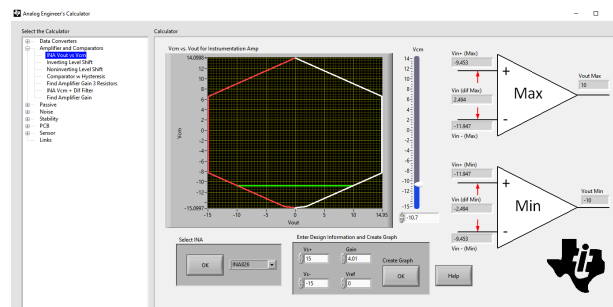 Analog Engineer's Calculator
Select the Calculator
Data Converters
Amplifier and Comparators
INA Vout vs Vcm
Inverting Level Shift
Noninverting Level Shift
Comparator w Hysteresis
Find Amplifier Gain 3 Resistors
INA Vcm + Dif Filter
Find Amplifier Gain
Passive
Noise
Stability
PCB
Sensor
Links
Calculator
Vcm vs. Vout for Instrumentation Amp
Vcm
14.0998
12
10
8
6
4
2
0
-2
-4
-6
-8
-10
-12
-15.0997
-15
-10
-5
0
5
10
14.95
Vout
Vcm
14
12
10
8
6
4
2
0
-2
-4
-6
-8
-10
-12
-15
-10.7
Vin+ (Max)
-9.453
Vin (dif Max)
2.494
-11.947
Vin - (Max)
+
-
Max
Vout Max
10
Vin+ (Min)
-11.947
Vin (dif Min)
-2.494
-9.453
Vin - (Min)
+
-
Min
Vout Min
-10
Select INA
OK
INA826
Enter Design Information and Create Graph
Vs+
Gain
15
4.01
Create Graph
Vs-
Vref
-15
0
OK
Help